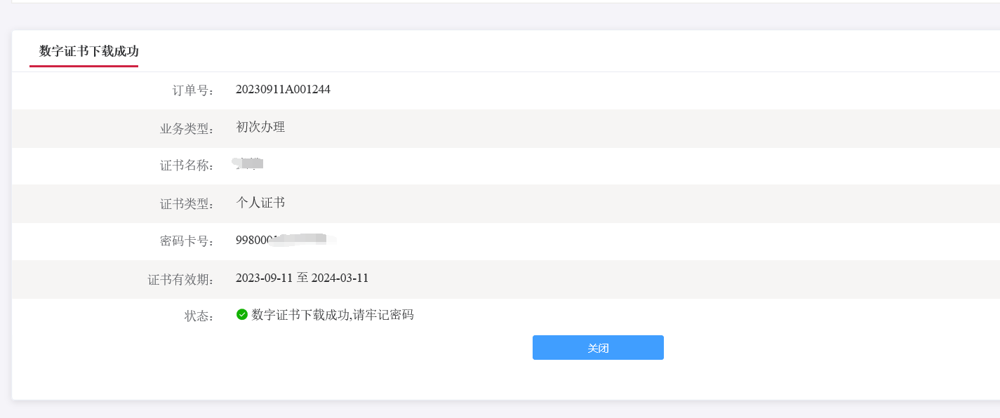 数字证书下载成功
订单号： 20230911A001244
业务类型： 初次办理
证书名称：
证书类型： 个人证书
密码卡号： 998000
证书有效期： 2023-09-11 至 2024-03-11
状态： 数字证书下载成功,请牢记密码
关闭